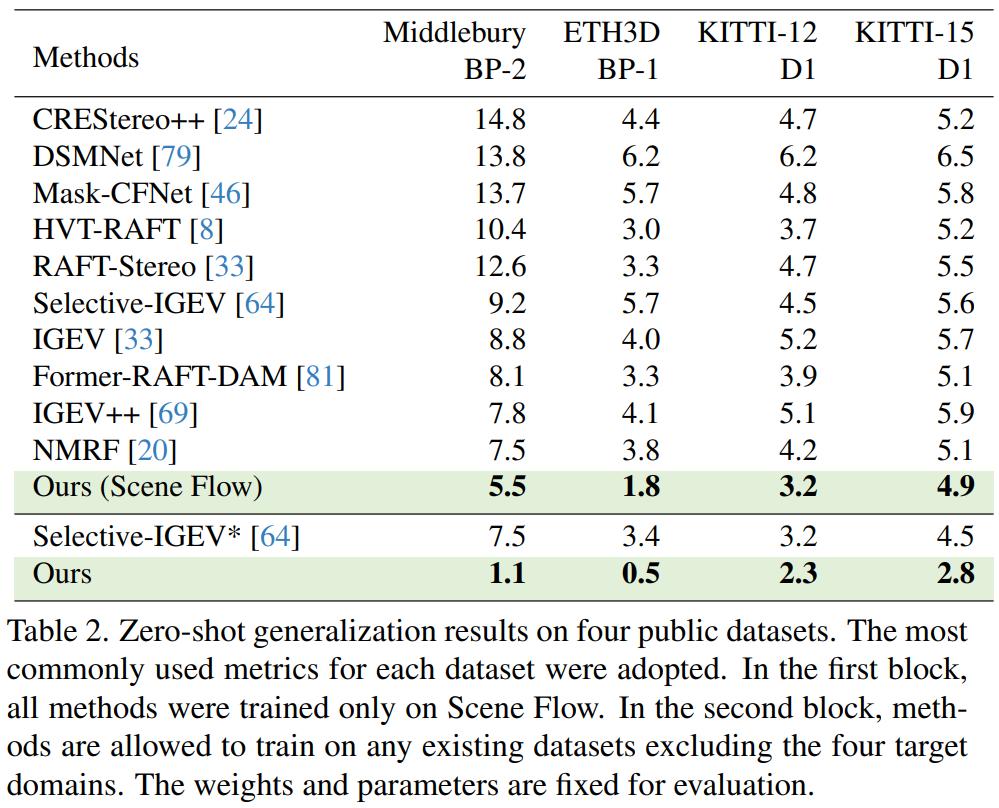 Methods Middlebury BP-2 ETH3D BP-1 KITTI-12 D1 KITTI-15 D1
CREStereo++ [24] 14.8 4.4 4.7 5.2
DSMNet [79] 13.8 6.2 6.2 6.5
Mask-CFNet [46] 13.7 5.7 4.8 5.8
HVT-RAFT [8] 10.4 3.0 3.7 5.2
RAFT-Stereo [33] 12.6 3.3 4.7 5.5
Selective-IGEV [64] 9.2 5.7 4.5 5.6
IGEV [33] 8.8 4.0 5.2 5.7
Former-RAFT-DAM [81] 8.1 3.3 3.9 5.1
IGEV++ [69] 7.8 4.1 5.1 5.9
NMRF [20] 7.5 3.8 4.2 5.1
Ours (Scene Flow) 5.5 1.8 3.2 4.9
Selective-IGEV* [64] 7.5 3.4 3.2 4.5
Ours 1.1 0.5 2.3 2.8
Table 2. Zero-shot generalization results on four public datasets. The most
commonly used metrics for each dataset were adopted. In the first block,
all methods were trained only on Scene Flow. In the second block, meth-
ods are allowed to train on any existing datasets excluding the four target
domains. The weights and parameters are fixed for evaluation.